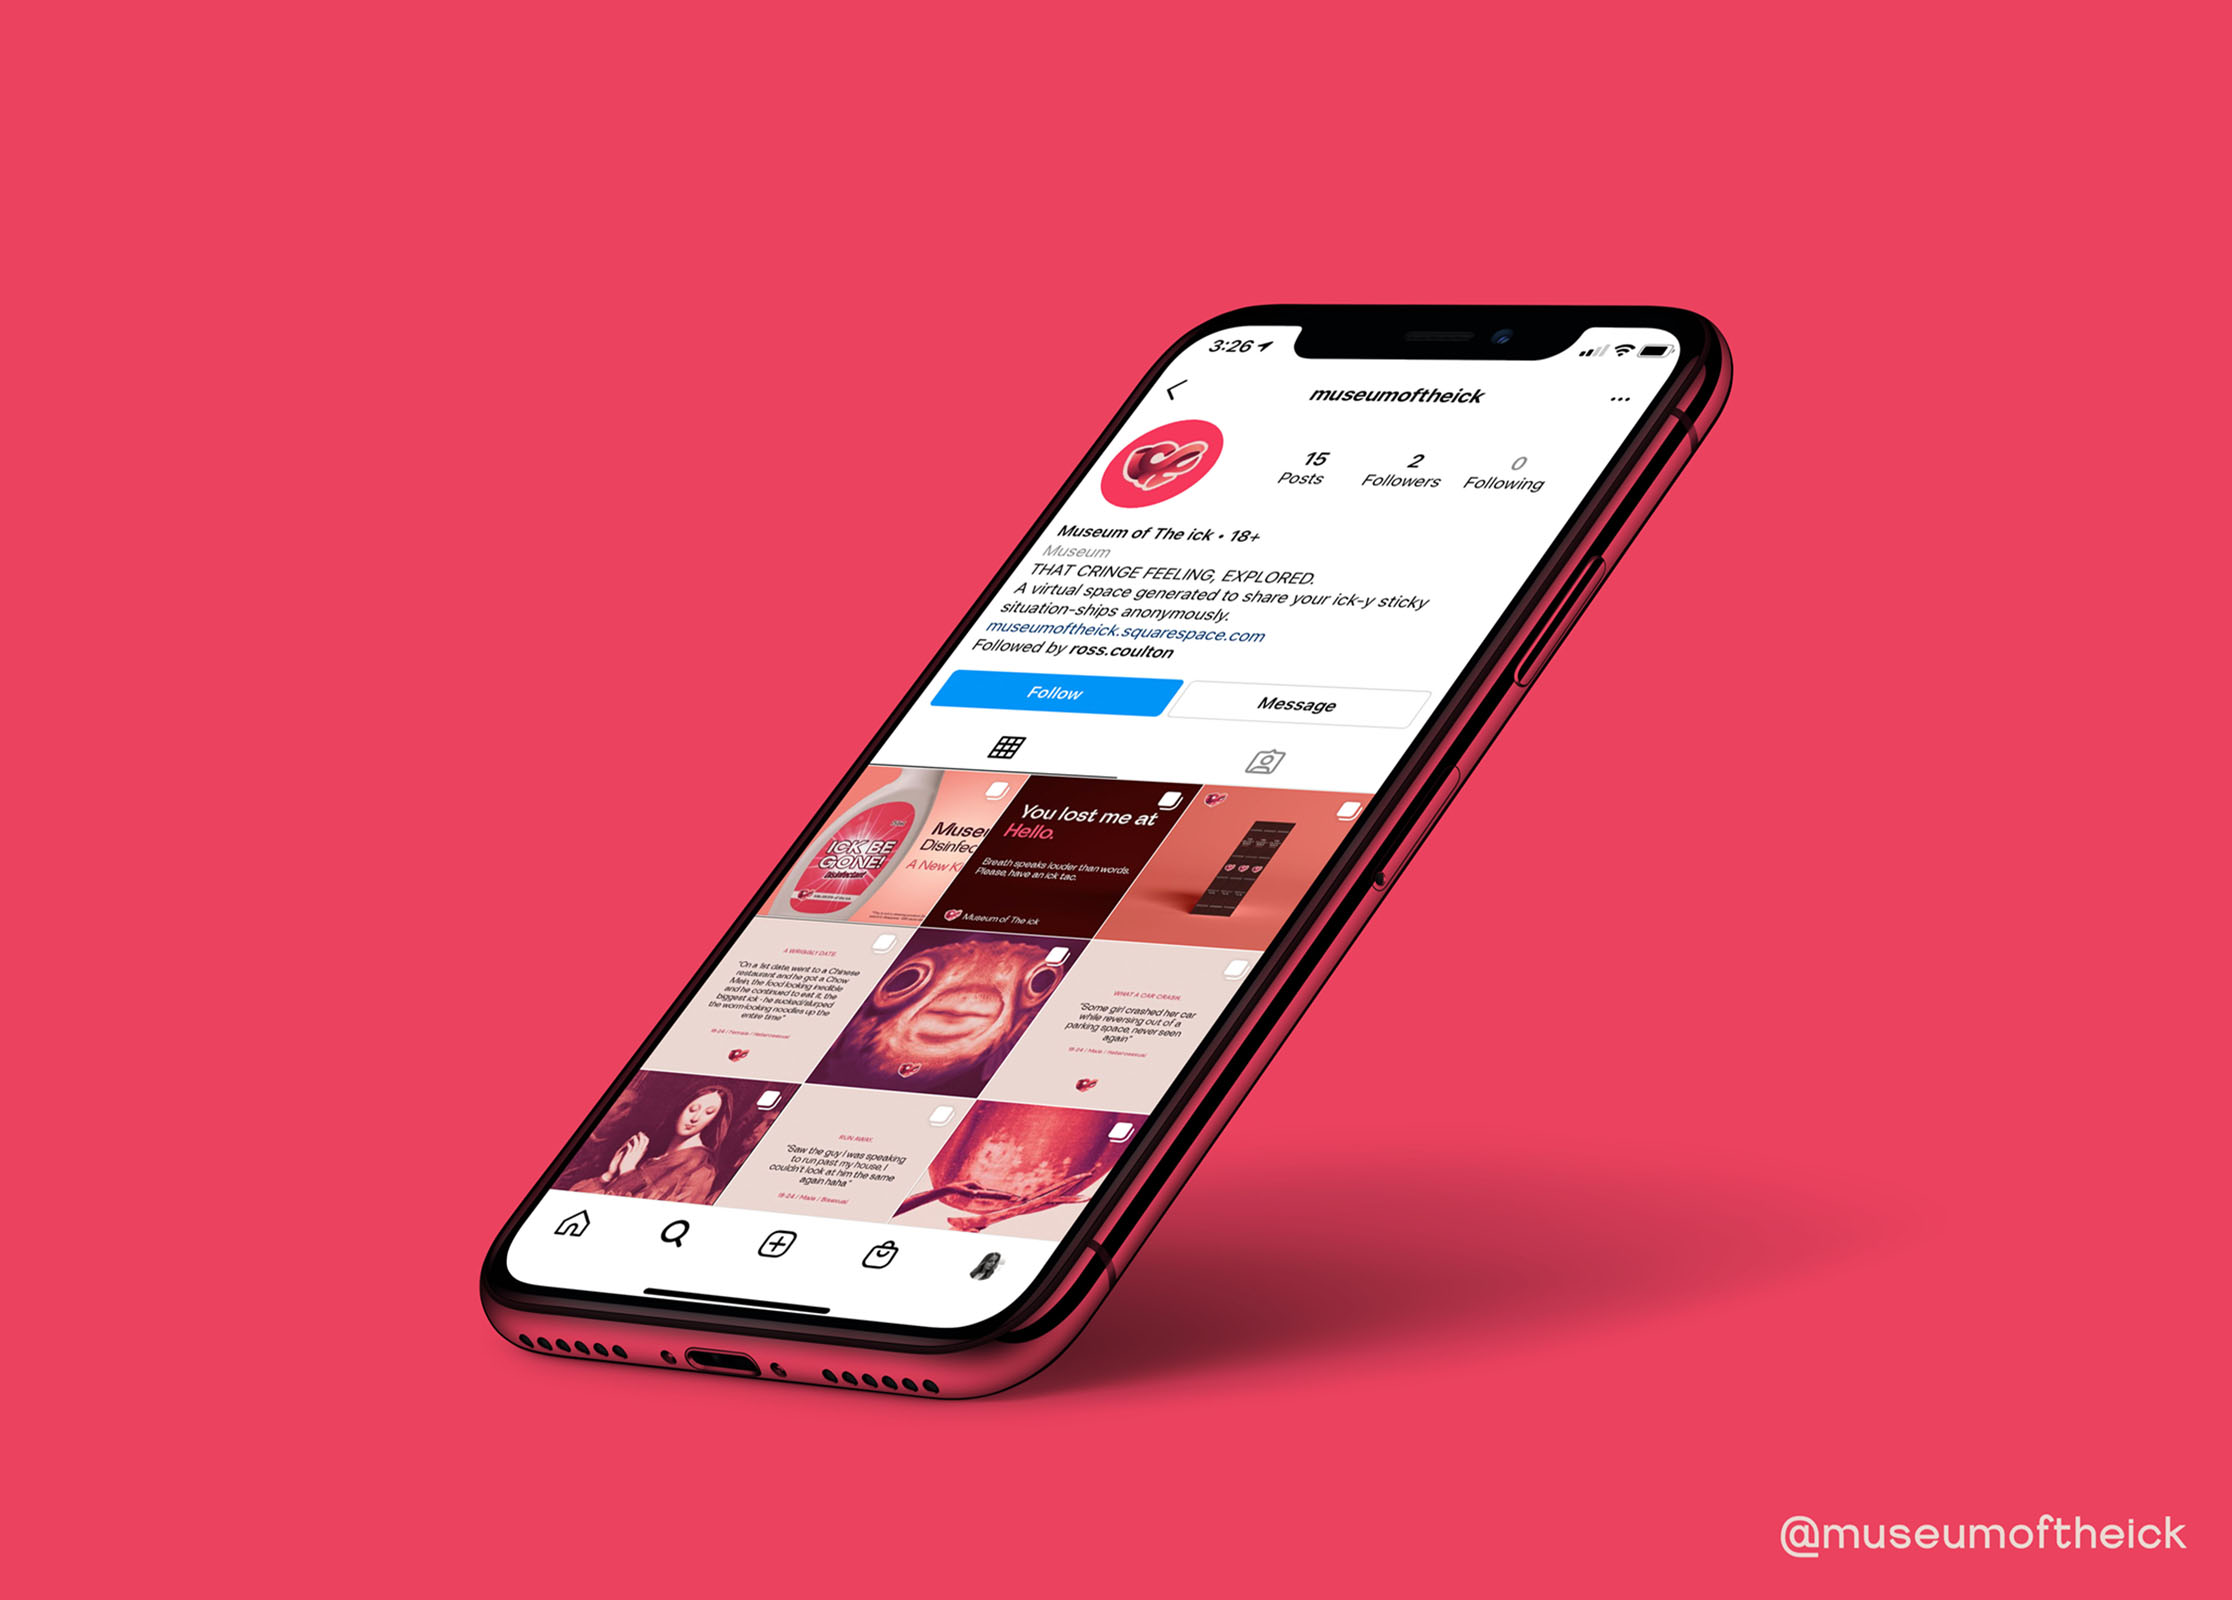 3:26
museumoftheick
15
2
0
Posts
Followers
Following
Museum of The ick • 18+
Museum
THAT CRINGE FEELING, EXPLORED.
A virtual space generated to share your ick-y sticky
situation-ships anonymously.
museumoftheick.squarespace.com
Followed by ross.coulton
Follow
Message
ICK BE
GONE!
Disinfectant
Museu
Disinfec
A New Ki
You lost me at
Hello.
Breath speaks louder than words.
Please, have an ick tac.
Museum of The ick
A WRIGGLY DATE.
"On a 1st date, went to a Chinese
restaurant and he got a Chow
Mein, the food looking inedible
and he continued to eat it, the
biggest ick - he sucked/slurped
the worm-looking noodles up the
entire time"
18-24 / Female / Heterosexual
WHAT A CAR CRASH.
"Some girl crashed her car
while reversing out of a
parking space, never seen
again"
18-24 / Male / Heterosexual
RUN AWAY.
"Saw the guy I was speaking
to run past my house, I
couldn't look at him the same
again haha"
18-24 / Male / Bisexual
@museumoftheick